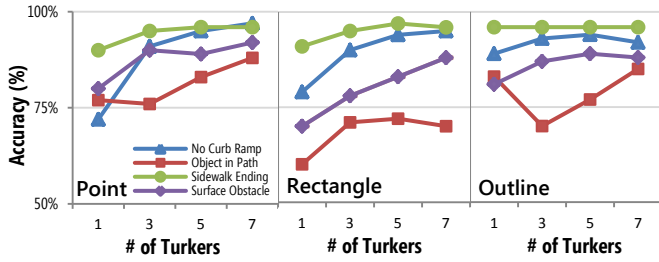 100%
75%
50%
Accuracy (%)
No Curb Ramp
Object in Path
Sidewalk Ending
Surface Obstacle
Point
Rectangle
Outline
1 3 5 7
1 3 5 7
1 3 5 7
# of Turkers
# of Turkers
# of Turkers